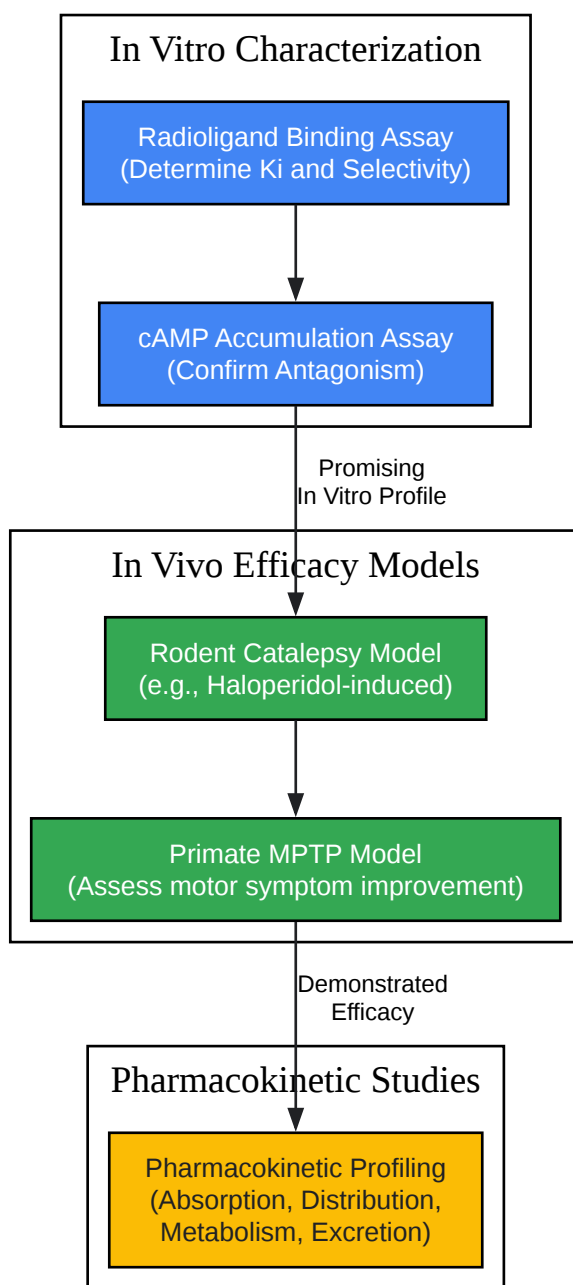 In Vitro Characterization
Radioligand Binding Assay
(Determine Ki and Selectivity)
cAMP Accumulation Assay
(Confirm Antagonism)
Promising
In Vitro Profile
In Vivo Efficacy Models
Rodent Catalepsy Model
(e.g., Haloperidol-induced)
Primate MPTP Model
(Assess motor symptom improvement)
Demonstrated
Efficacy
Pharmacokinetic Studies
Pharmacokinetic Profiling
(Absorption, Distribution,
Metabolism, Excretion)